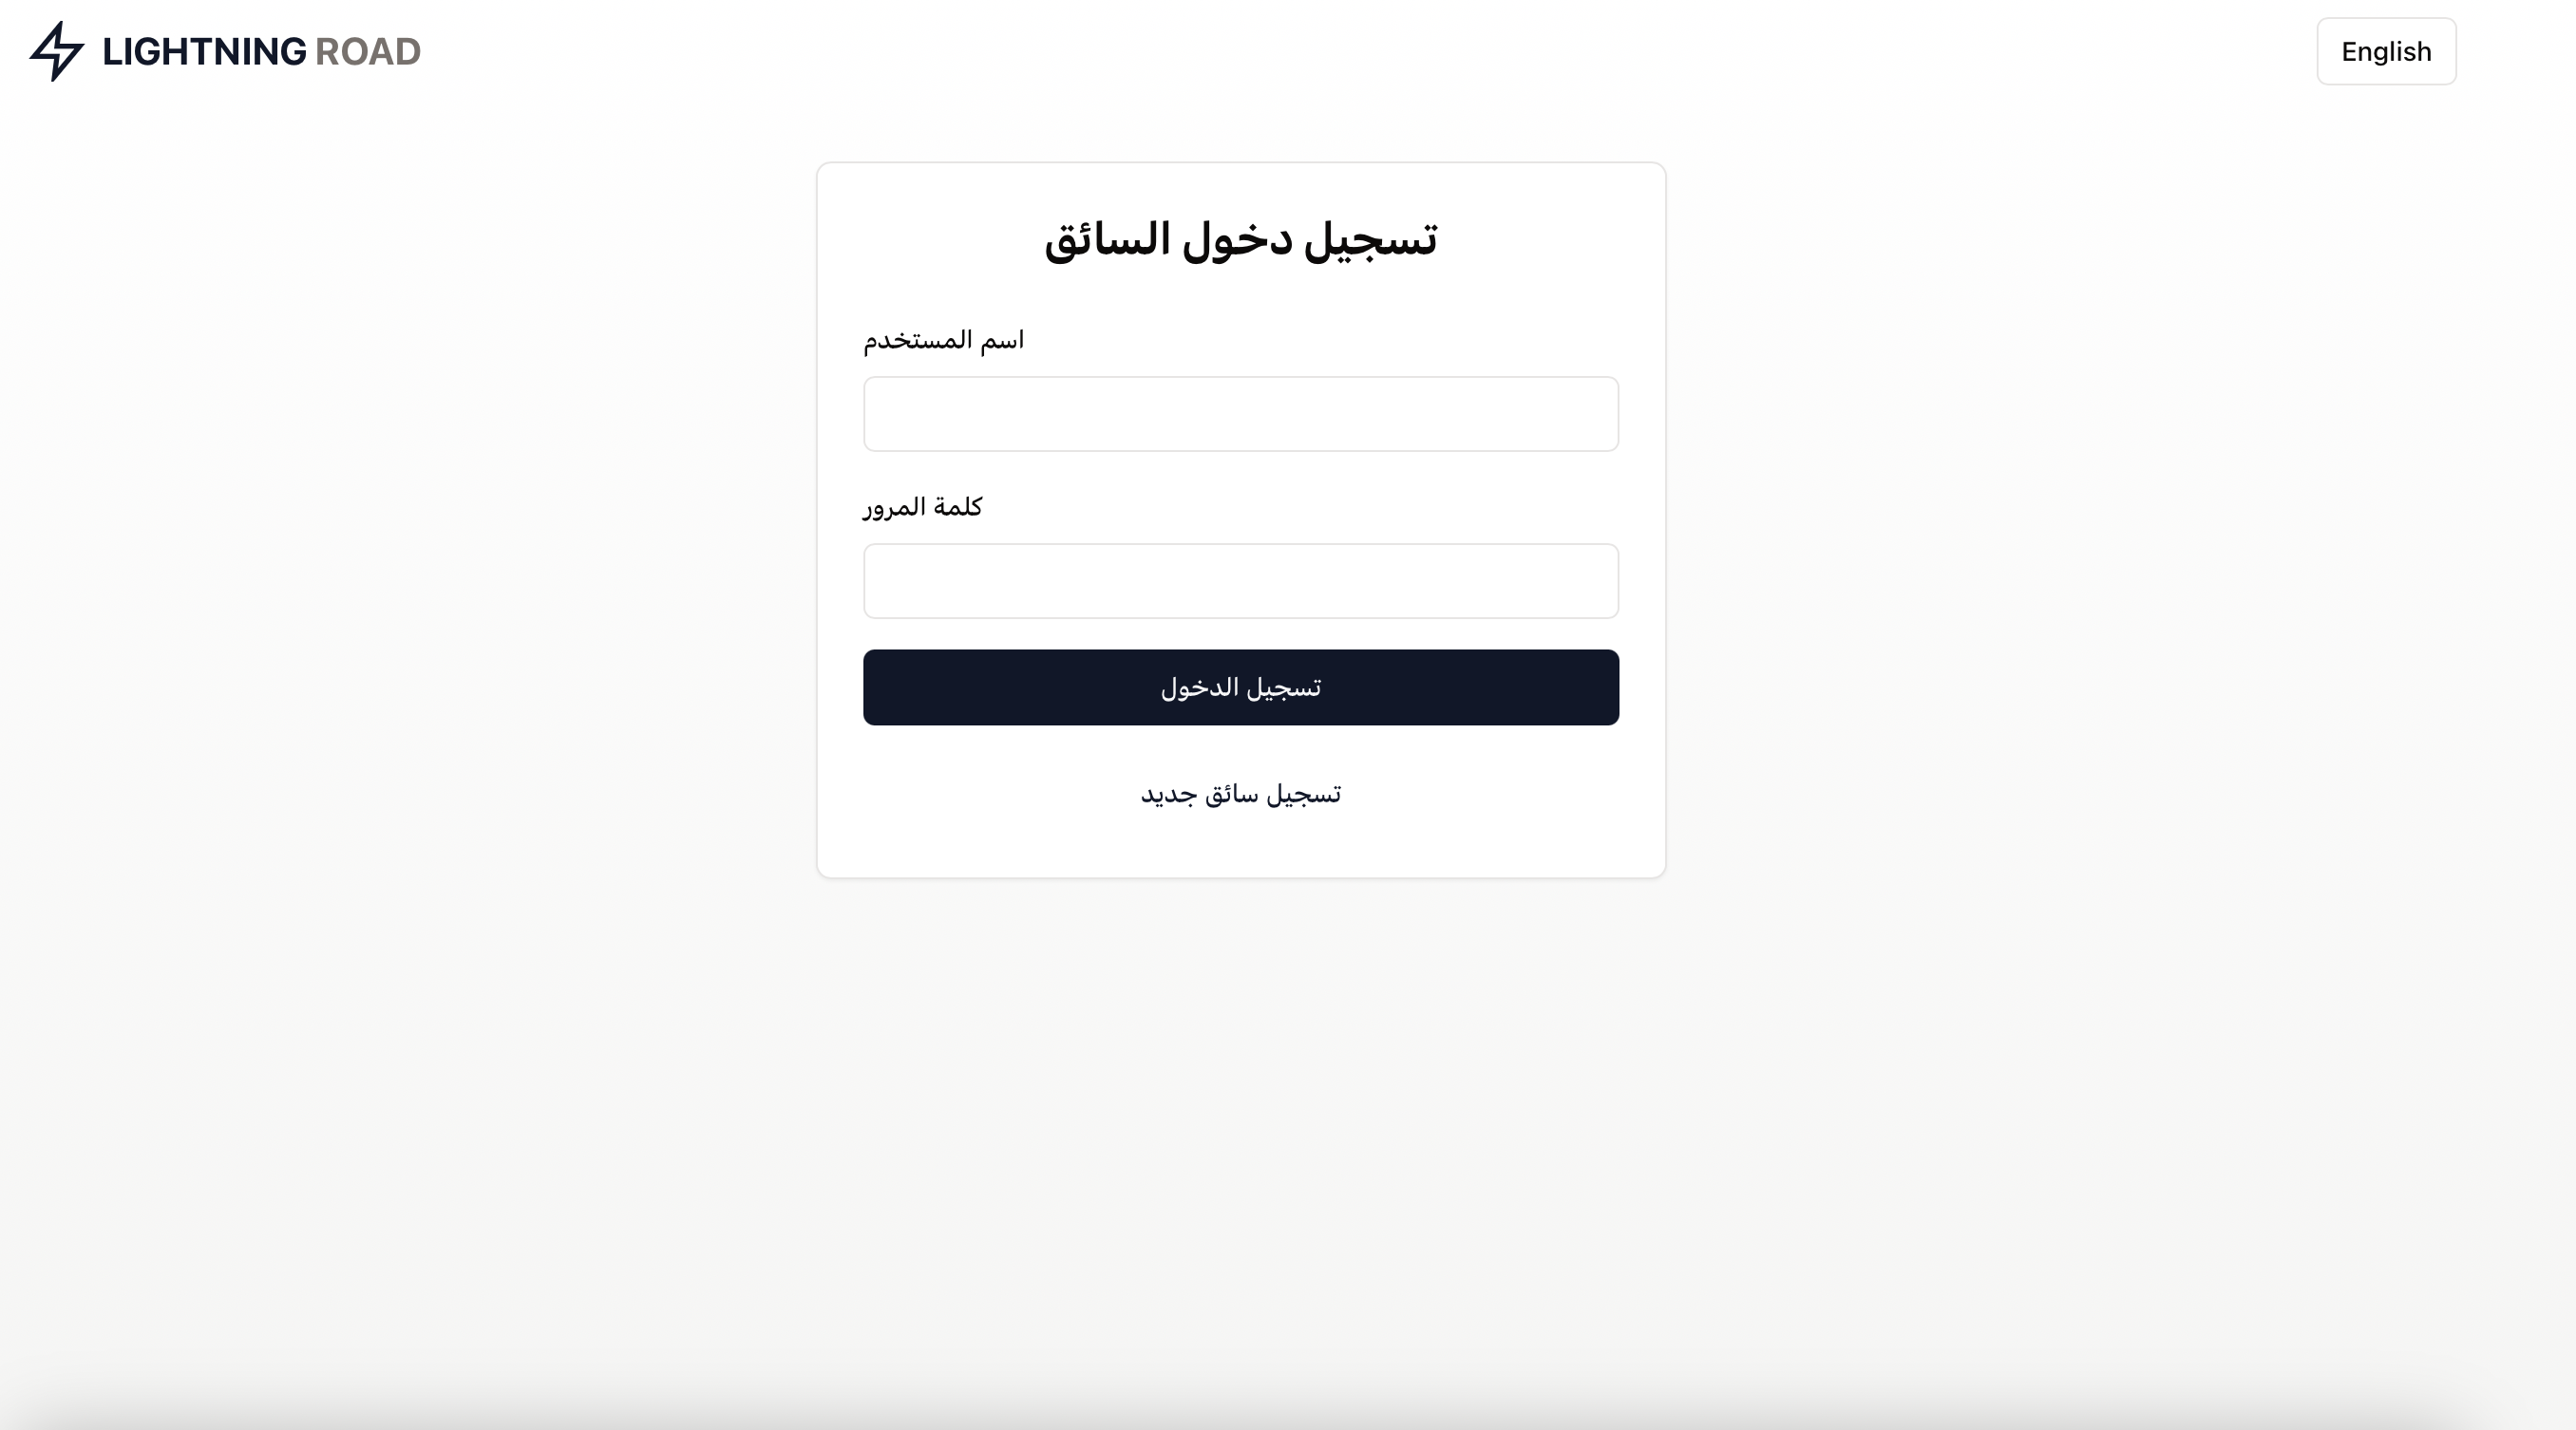 LIGHTNING ROAD
English
تسجيل دخول السائق
اسم المستخدم
كلمة المرور
تسجيل الدخول
تسجيل سائق جديد